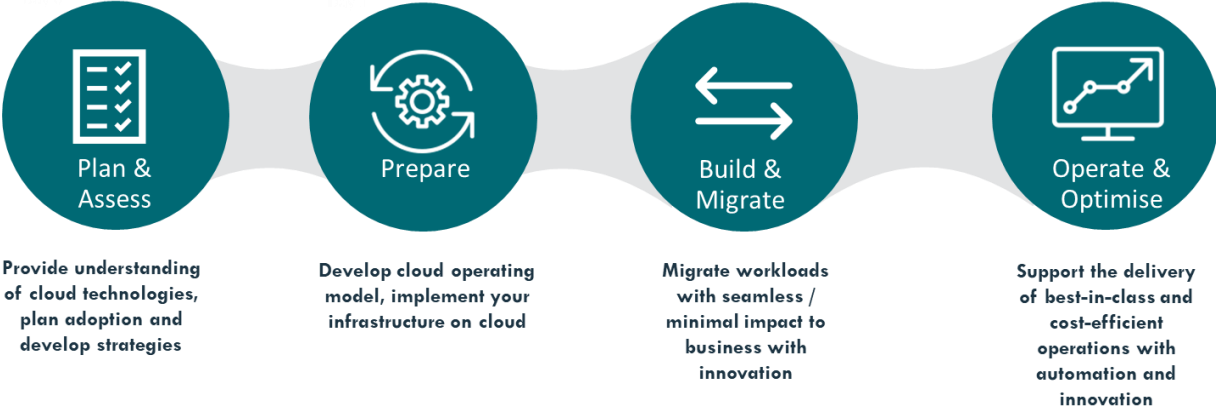 Plan &
Assess
Provide understanding
of cloud technologies,
plan adoption and
develop strategies
Prepare
Develop cloud operating
model, implement your
infrastructure on cloud
Build &
Migrate
Migrate workloads
with seamless /
minimal impact to
business with
innovation
Operate &
Optimise
Support the delivery
of best-in-class and
cost-efficient
operations with
automation and
innovation